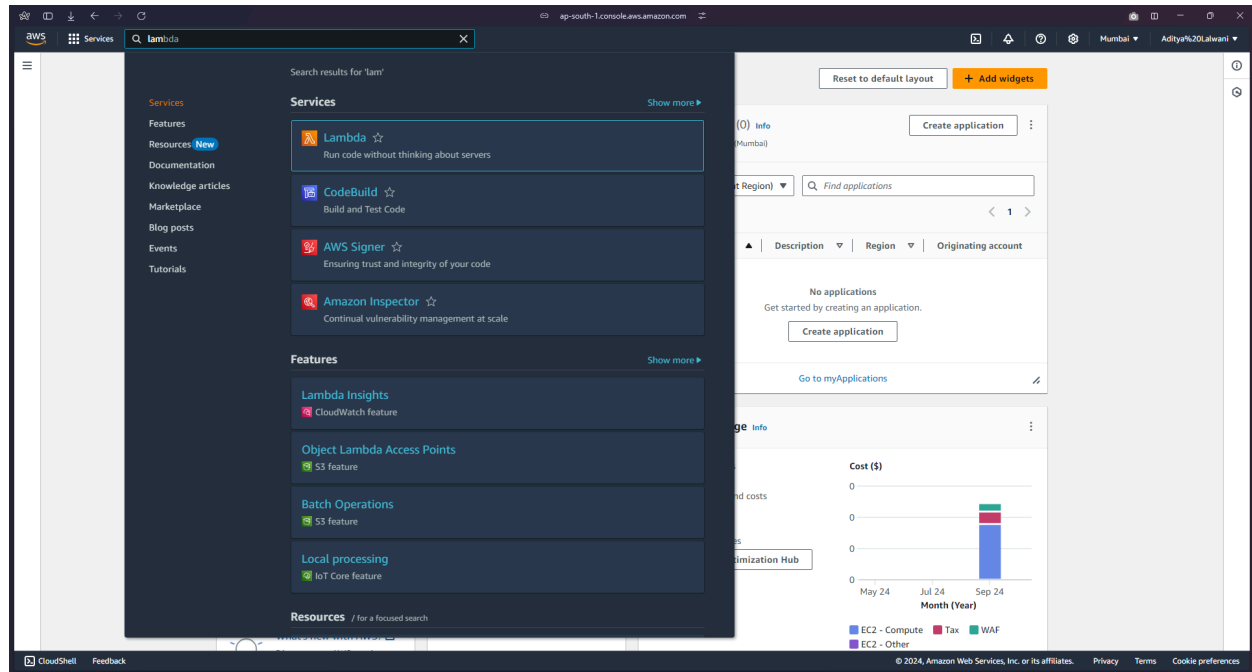 ap-south-1.console.aws.amazon.com
aws
Services
lambda
Mumbai
Aditya%20Lalwani
Search results for 'lam'
Services
Features
Resources New
Documentation
Knowledge articles
Marketplace
Blog posts
Events
Tutorials
Services
Show more
Lambda
Run code without thinking about servers
CodeBuild
Build and Test Code
AWS Signer
Ensuring trust and integrity of your code
Amazon Inspector
Continual vulnerability management at scale
Features
Show more
Lambda Insights
CloudWatch feature
Object Lambda Access Points
S3 feature
Batch Operations
S3 feature
Local processing
IoT Core feature
Resources / for a focused search
Reset to default layout
+ Add widgets
(0) Info
(Mumbai)
Create application
t Region)
Find applications
1
Description
Region
Originating account
No applications
Get started by creating an application.
Create application
Go to myApplications
ge Info
Cost ($)
nd costs
es
timization Hub
0
0
0
0
May 24
Jul 24
Sep 24
Month (Year)
EC2 - Compute
Tax
WAF
EC2 - Other
CloudShell
Feedback
© 2024, Amazon Web Services, Inc. or its affiliates.
Privacy
Terms
Cookie preferences